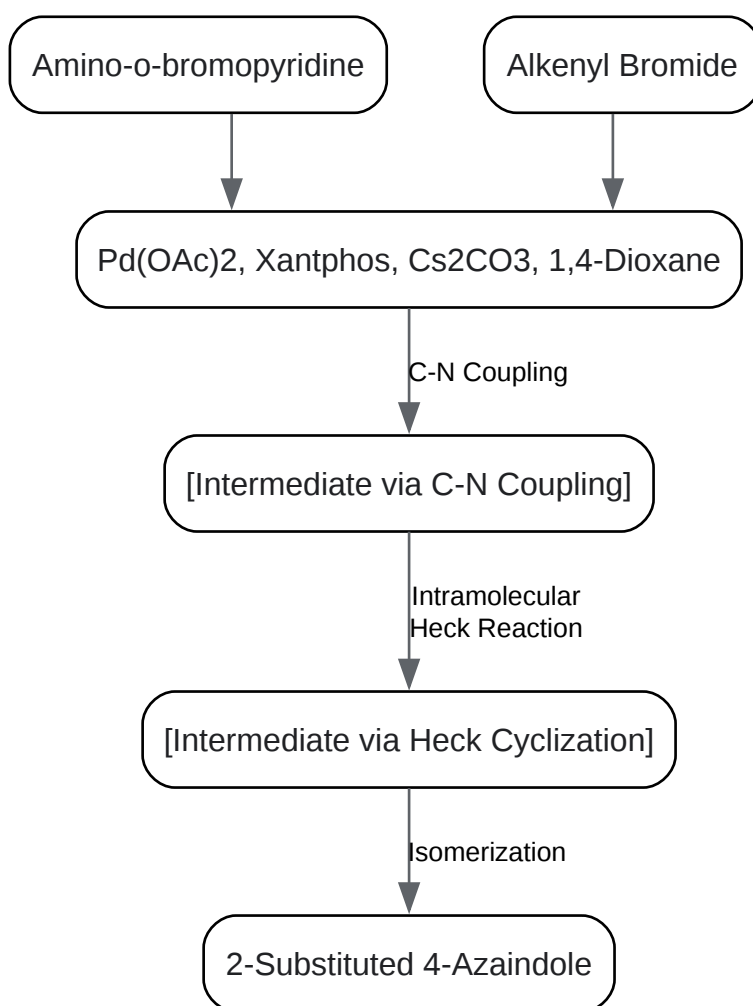 Amino-o-bromopyridine
Alkenyl Bromide
Pd(OAc)2, Xantphos, Cs2CO3, 1,4-Dioxane
C-N Coupling
[Intermediate via C-N Coupling]
Intramolecular
Heck Reaction
[Intermediate via Heck Cyclization]
Isomerization
2-Substituted 4-Azaindole